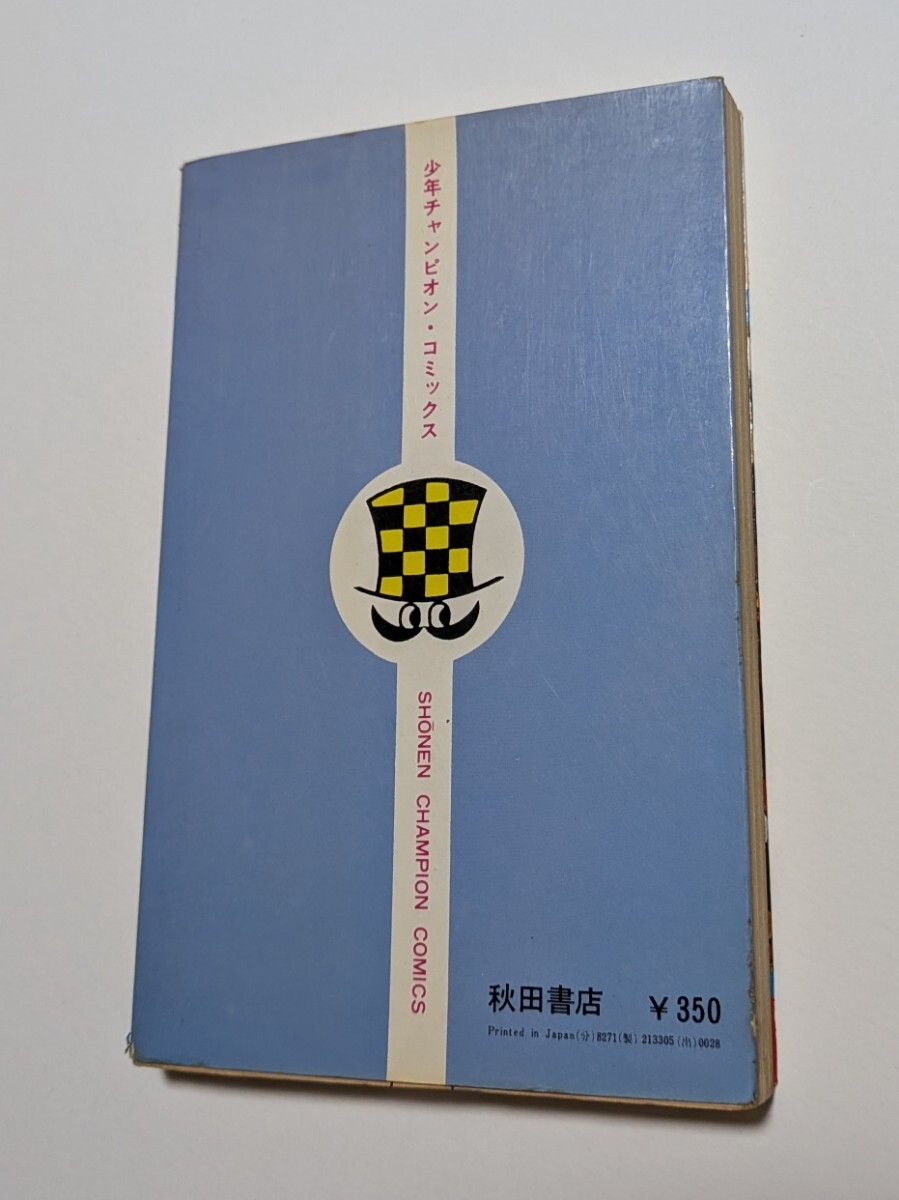 少年チャンピオン・コミックス
SHŌNEN CHAMPION COMICS
秋田書店 ¥350
Printed in Japan(分)8271(製)213305(出)0028